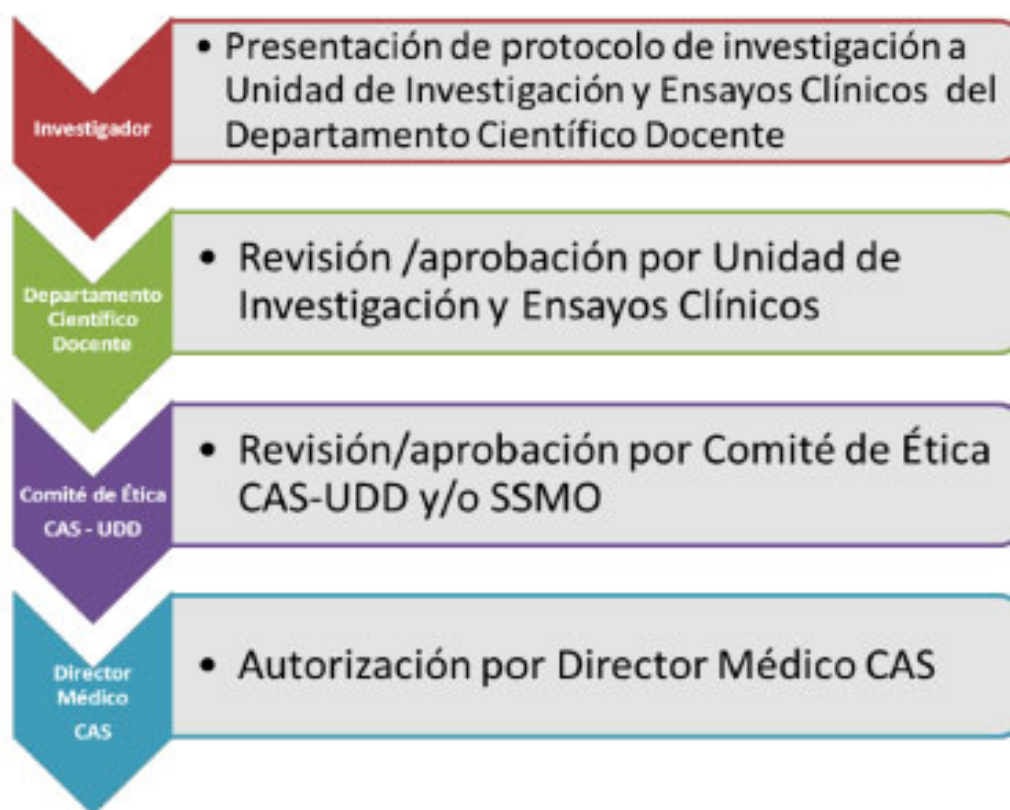 Investigador
• Presentación de protocolo de investigación a
Unidad de Investigación y Ensayos Clínicos del
Departamento Científico Docente
Departamento
Científico
Docente
• Revisión /aprobación por Unidad de
Investigación y Ensayos Clínicos
Comité de Ética
CAS - UDD
• Revisión/aprobación por Comité de Ética
CAS-UDD y/o SSMO
Director
Médico
CAS
• Autorización por Director Médico CAS